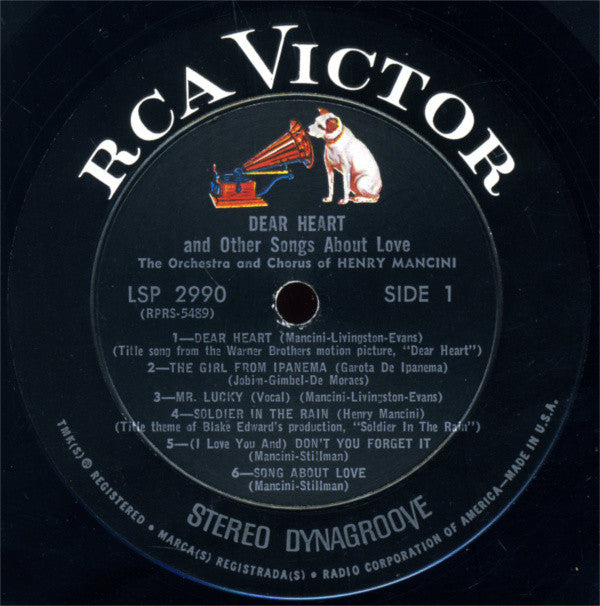 RCA VICTOR
DEAR HEART
and Other Songs About Love
The Orchestra and Chorus of HENRY MANCINI
LSP 2990
SIDE 1
(RPRS-5489)
1—DEAR HEART (Mancini-Livingston-Evans)
(Title song from the Warner Brothers motion picture, "Dear Heart")
2—THE GIRL FROM IPANEMA (Garota De Ipanema)
(Jobim-Gimbel-De Moraes)
3—MR. LUCKY (Vocal) (Mancini-Livingston-Evans)
4—SOLDIER IN THE RAIN (Henry Mancini)
(Title theme of Blake Edward's production, "Soldier In The Rain")
5—(I Love You And) DON'T YOU FORGET IT
(Mancini-Stillman)
6—SONG ABOUT LOVE
(Mancini-Stillman)
STEREO DYNAGROOVE
TMK(S) ® REGISTERED • MARCA(S) REGISTRADA(S) • RADIO CORPORATION OF AMERICA—MADE IN U.S.A.